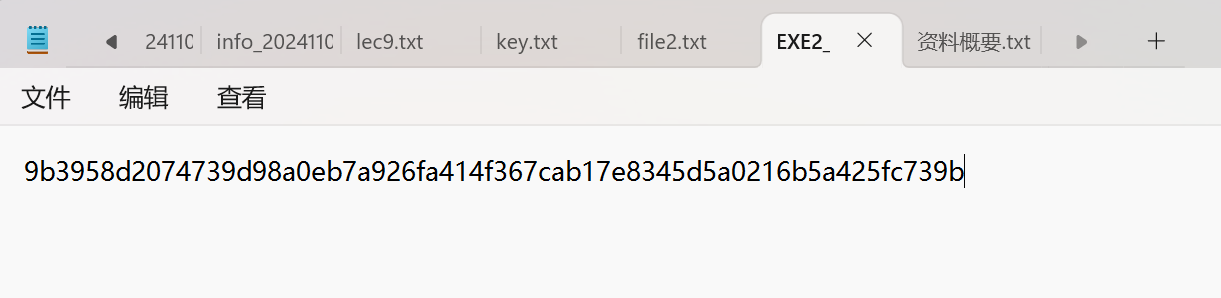 24110 info_2024110 lec9.txt key.txt file2.txt EXE2_ 资料概要.txt
文件 编辑 查看
9b3958d2074739d98a0eb7a926fa414f367cab17e8345d5a0216b5a425fc739b